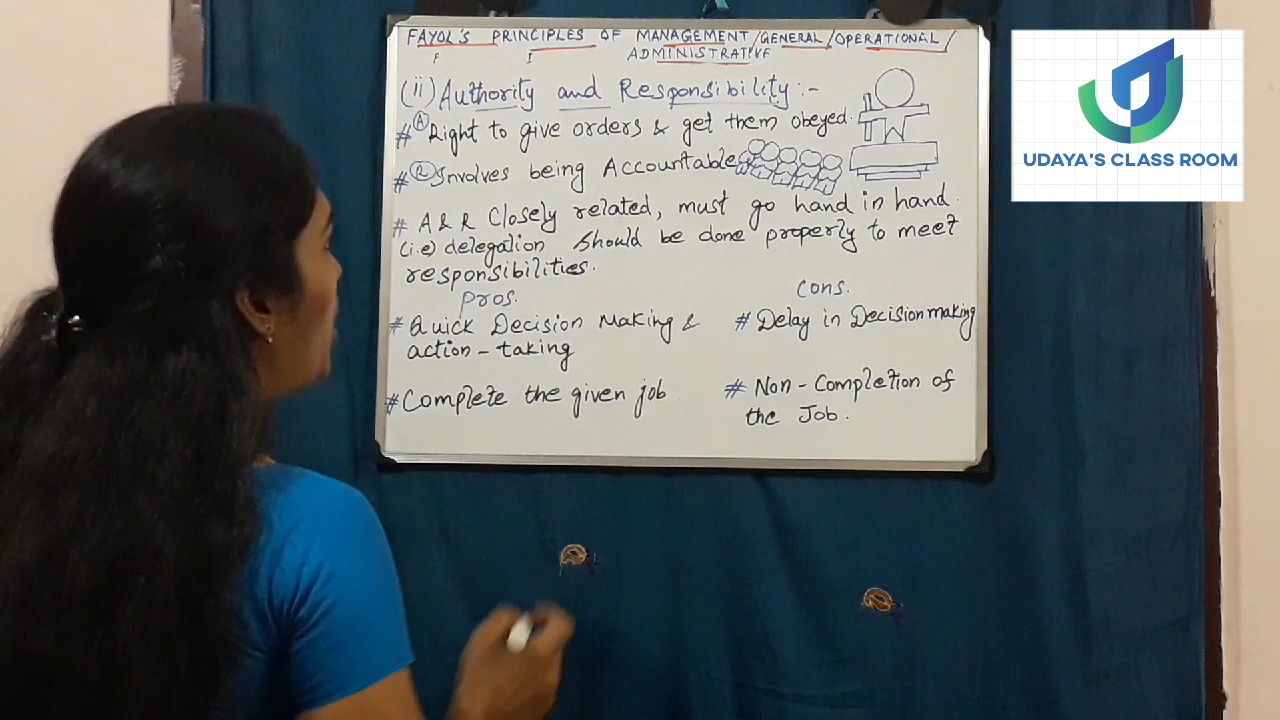 FAYOL'S PRINCIPLES OF MANAGEMENT/GENERAL/OPERATIONAL/
F I
ADMINISTRATIVE
(ii) Authority and Responsibility :-
# (A) Right to give orders & get them obeyed.
# (R) Involves being Accountable
# A & R Closely related, must go hand in hand.
(i.e) delegation should be done properly to meet
responsibilities.
Pros.
# Quick Decision Making &
action - taking
# Complete the given job
Cons.
# Delay in Decision making
# Non - Completion of
the Job.
UDAYA'S CLASS ROOM